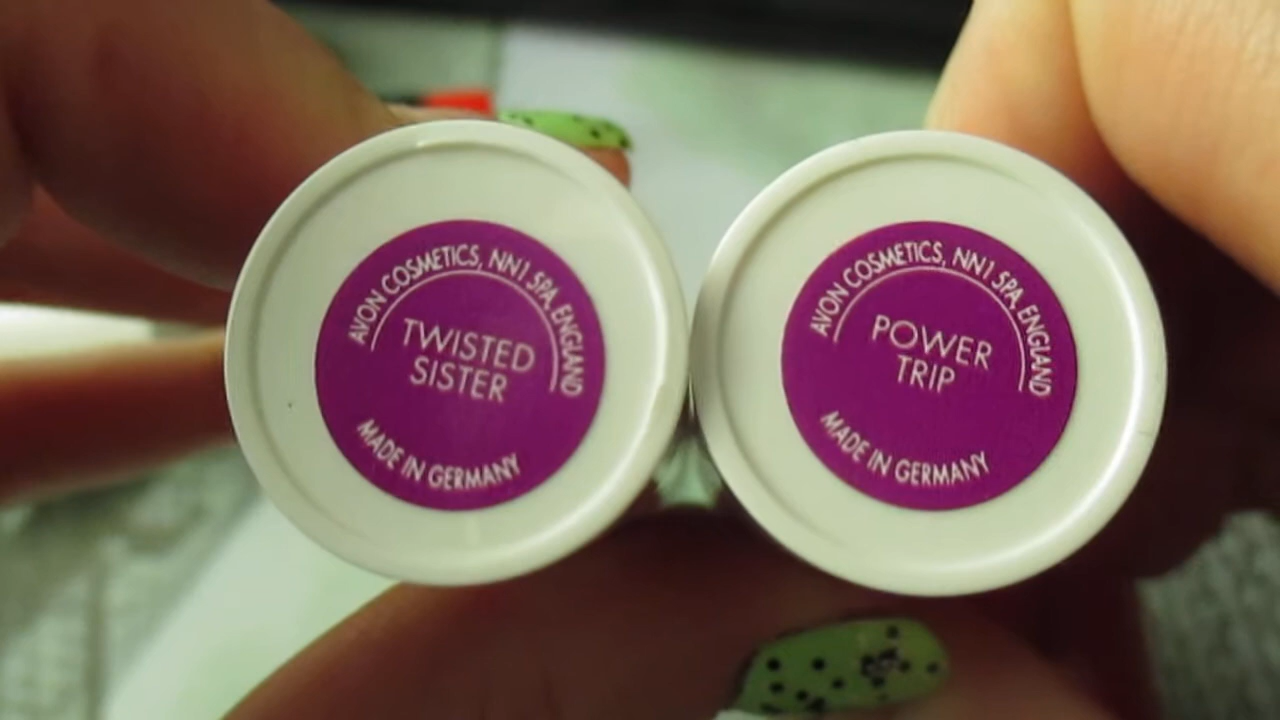 AVON COSMETICS, NN1 5PA, ENGLAND
TWISTED
SISTER
MADE IN GERMANY
AVON COSMETICS, NN1 5PA, ENGLAND
POWER
TRIP
MADE IN GERMANY